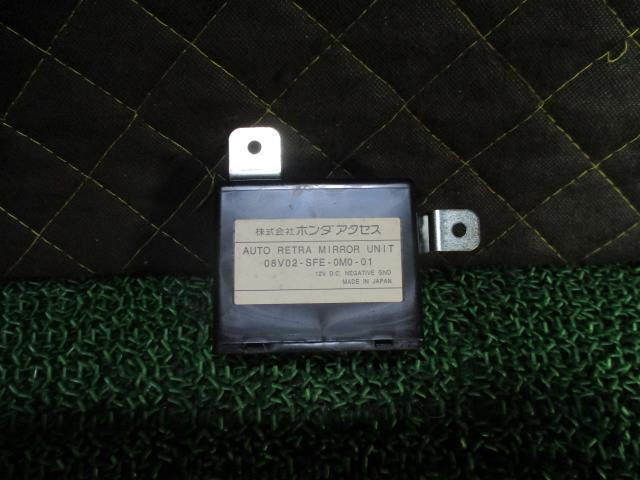 株式会社ホンダアクセス
AUTO RETRA MIRROR UNIT
08V02-SFE-0M0-01
12V D.C. NEGATIVE GND
MADE IN JAPAN